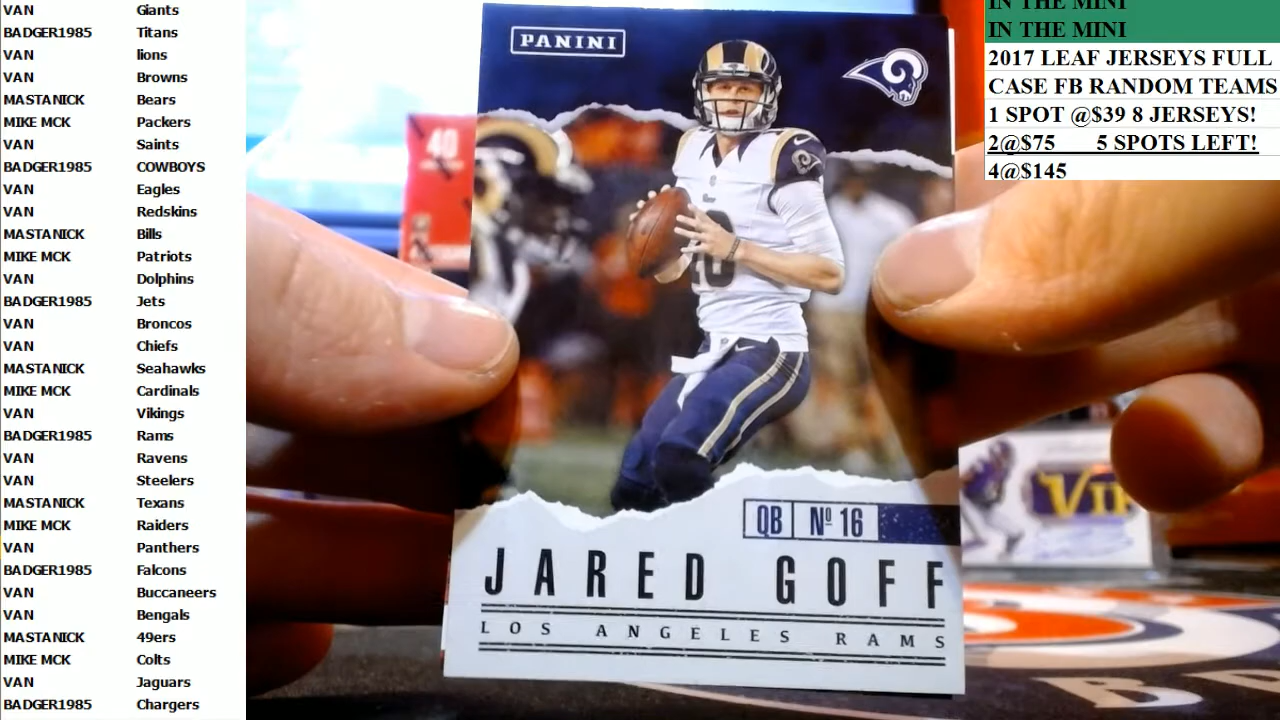 VAN Giants
BADGER1985 Titans
VAN lions
VAN Browns
MASTANICK Bears
MIKE MCK Packers
VAN Saints
BADGER1985 COWBOYS
VAN Eagles
VAN Redskins
MASTANICK Bills
MIKE MCK Patriots
VAN Dolphins
BADGER1985 Jets
VAN Broncos
VAN Chiefs
MASTANICK Seahawks
MIKE MCK Cardinals
VAN Vikings
BADGER1985 Rams
VAN Ravens
VAN Steelers
MASTANICK Texans
MIKE MCK Raiders
VAN Panthers
BADGER1985 Falcons
VAN Buccaneers
VAN Bengals
MASTANICK 49ers
MIKE MCK Colts
VAN Jaguars
BADGER1985 Chargers
PANINI
40
16
QB Nº 16
JARED GOFF
LOS ANGELES RAMS
IN THE MINI
IN THE MINI
2017 LEAF JERSEYS FULL
CASE FB RANDOM TEAMS
1 SPOT @$39 8 JERSEYS!
2@$75 5 SPOTS LEFT!
4@$145